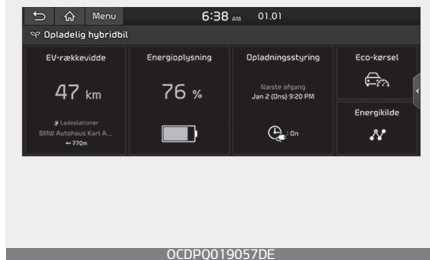 Menu 6:38 AM 01.01
Opladelig hybridbil
EV-rækkevidde
47 km
Ladestationer
BMW Autohaus Karl A...
770m
Energioplysning
76 %
Opladningsstyring
Næste afgang
Jan 2 (Ons) 9:20 PM
: On
Eco-kørsel
Energikilde
OCDPQ019057DE